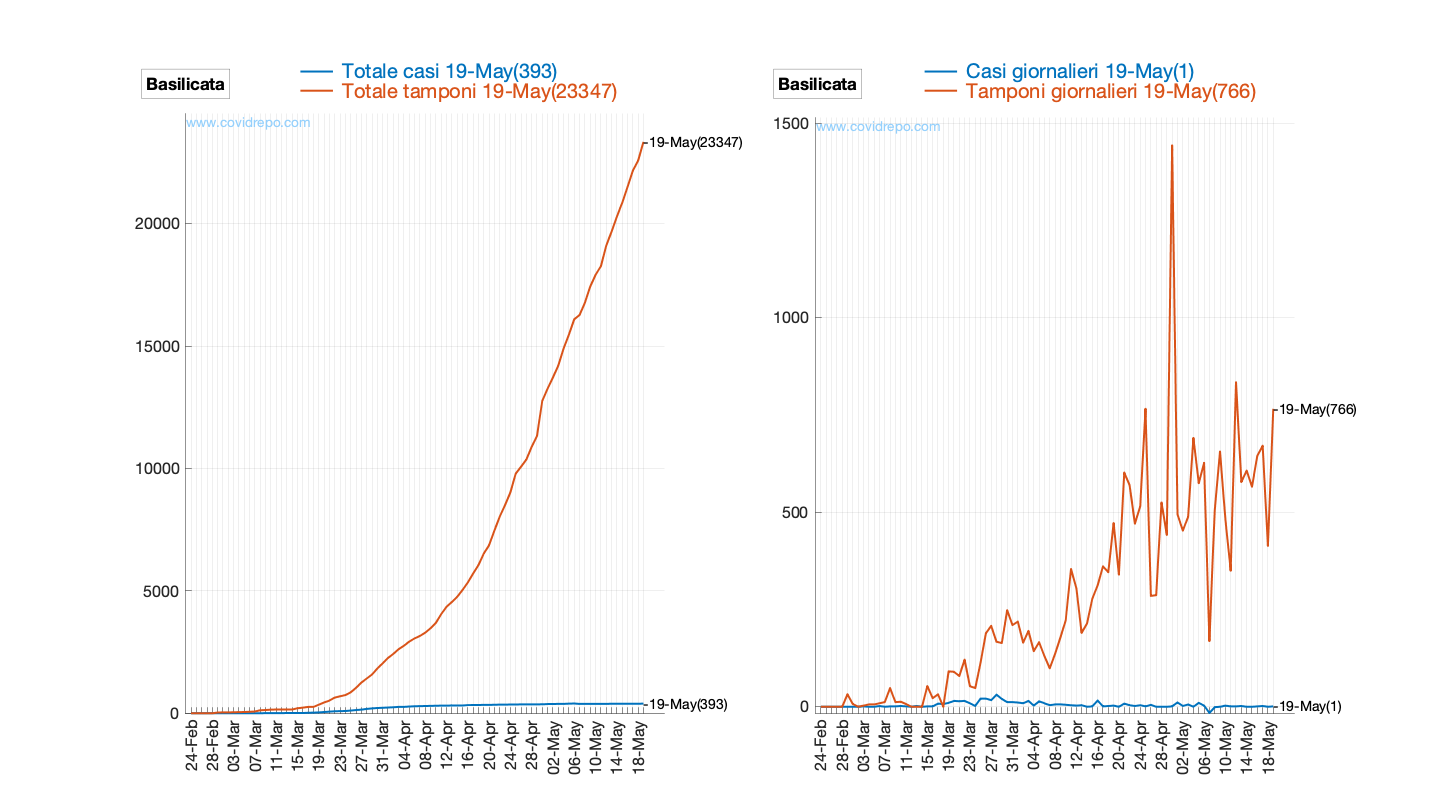 Basilicata
Totale casi 19-May(393)
Totale tamponi 19-May(23347)
www.covidrepo.com
19-May(23347)
20000
15000
10000
5000
0
19-May(393)
24-Feb
28-Feb
03-Mar
07-Mar
11-Mar
15-Mar
19-Mar
23-Mar
27-Mar
31-Mar
04-Apr
08-Apr
12-Apr
16-Apr
20-Apr
24-Apr
28-Apr
02-May
06-May
10-May
14-May
18-May
Basilicata
Casi giornalieri 19-May(1)
Tamponi giornalieri 19-May(766)
1500
www.covidrepo.com
1000
19-May(766)
500
0
19-May(1)
24-Feb
28-Feb
03-Mar
07-Mar
11-Mar
15-Mar
19-Mar
23-Mar
27-Mar
31-Mar
04-Apr
08-Apr
12-Apr
16-Apr
20-Apr
24-Apr
28-Apr
02-May
06-May
10-May
14-May
18-May